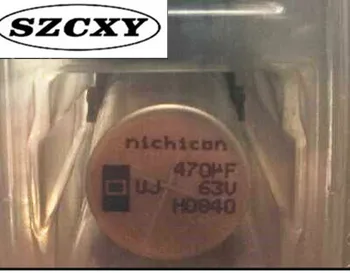 SZCXY
nichicon
470µF
UJ 63V
H0840